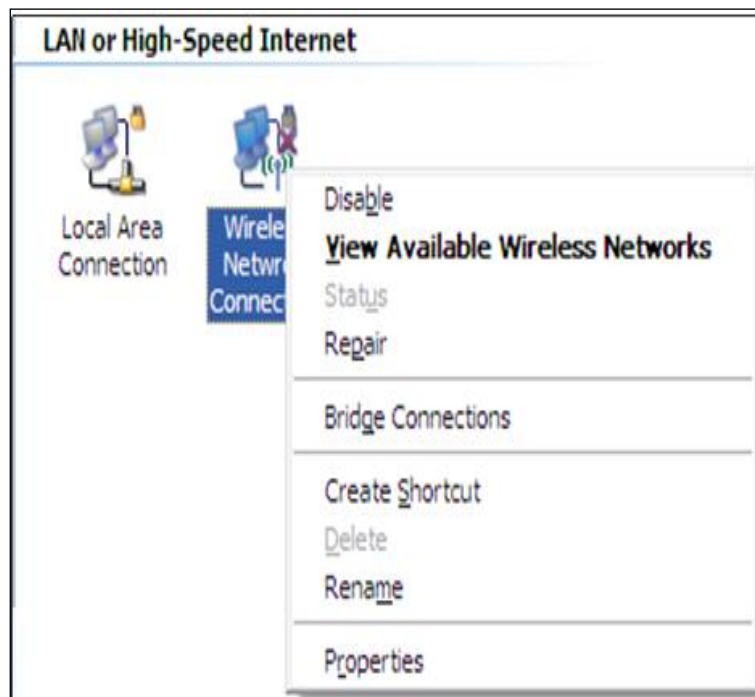 LAN or High-Speed Internet
Local Area
Connection
Disable
View Available Wireless Networks
Status
Repair
Bridge Connections
Create Shortcut
Delete
Rename
Properties